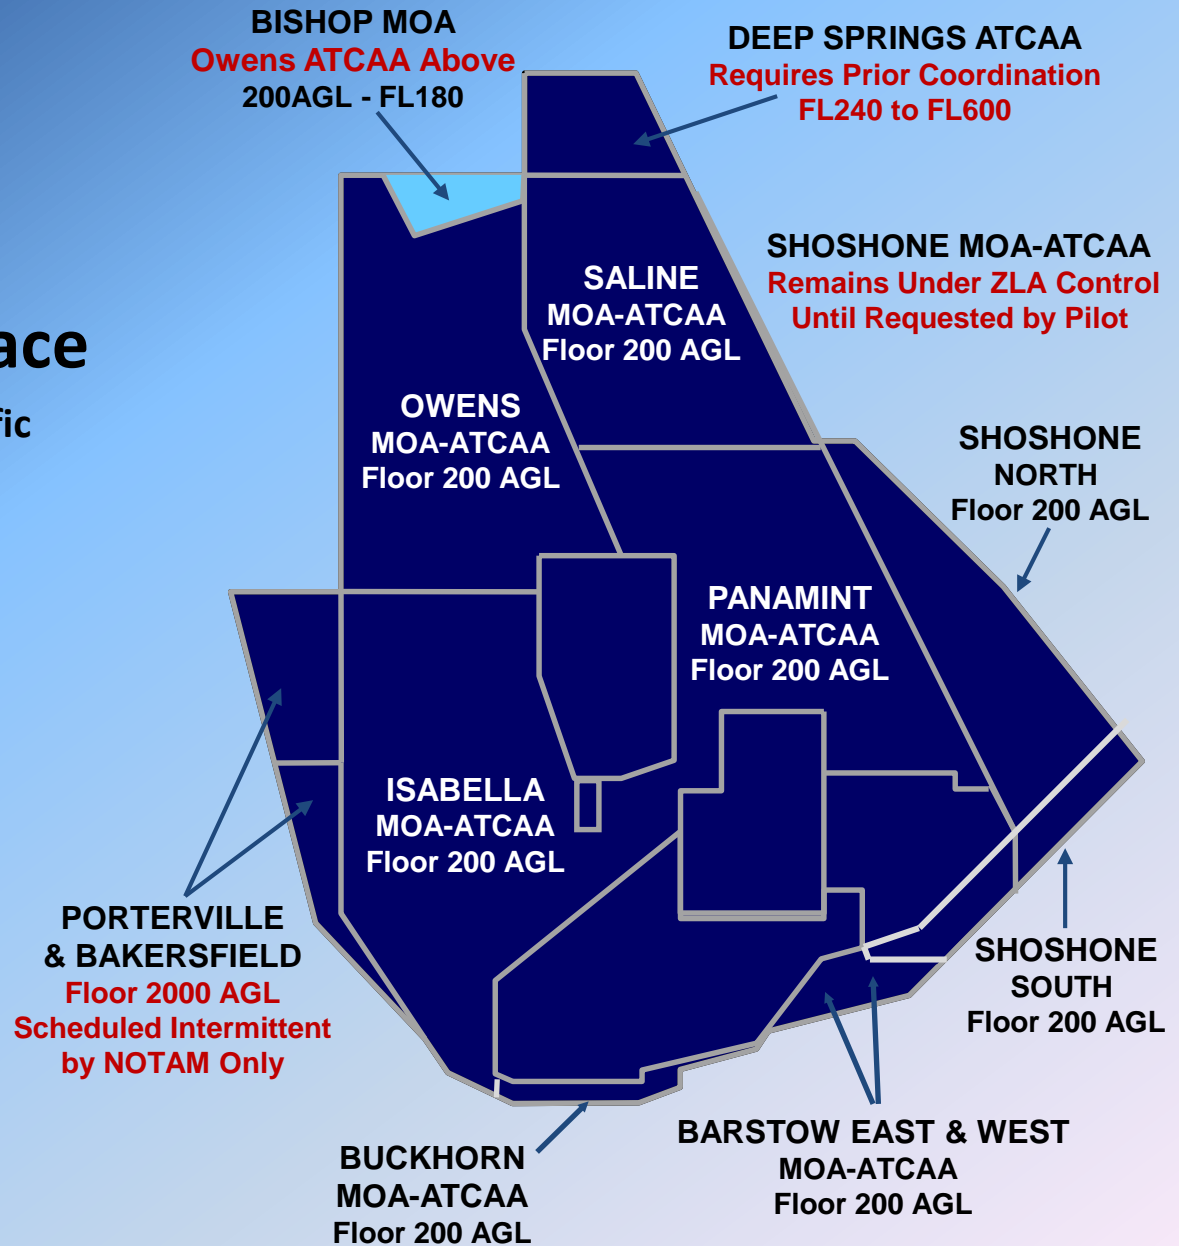 BISHOP MOA
Owens ATCAA Above
200AGL - FL180
DEEP SPRINGS ATCAA
Requires Prior Coordination
FL240 to FL600
SHOSHONE MOA-ATCAA
Remains Under ZLA Control
Until Requested by Pilot
SALINE
MOA-ATCAA
Floor 200 AGL
ace
fic
OWENS
MOA-ATCAA
Floor 200 AGL
SHOSHONE
NORTH
Floor 200 AGL
PANAMINT
MOA-ATCAA
Floor 200 AGL
ISABELLA
MOA-ATCAA
Floor 200 AGL
PORTERVILLE
& BAKERSFIELD
Floor 2000 AGL
Scheduled Intermittent
by NOTAM Only
SHOSHONE
SOUTH
Floor 200 AGL
BARSTOW EAST & WEST
MOA-ATCAA
Floor 200 AGL
BUCKHORN
MOA-ATCAA
Floor 200 AGL